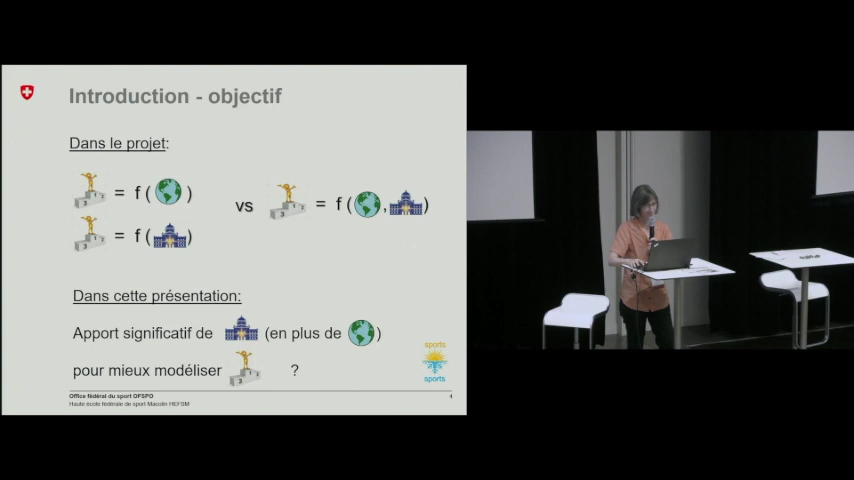 Introduction - objectif
Dans le projet:
= f ( )
vs
= f ( , )
= f ( )
Dans cette présentation:
Apport significatif de (en plus de )
pour mieux modéliser ?
sports
sports
Office fédéral du sport OFSPO
Haute école fédérale de sport Macolin HEFSM
4